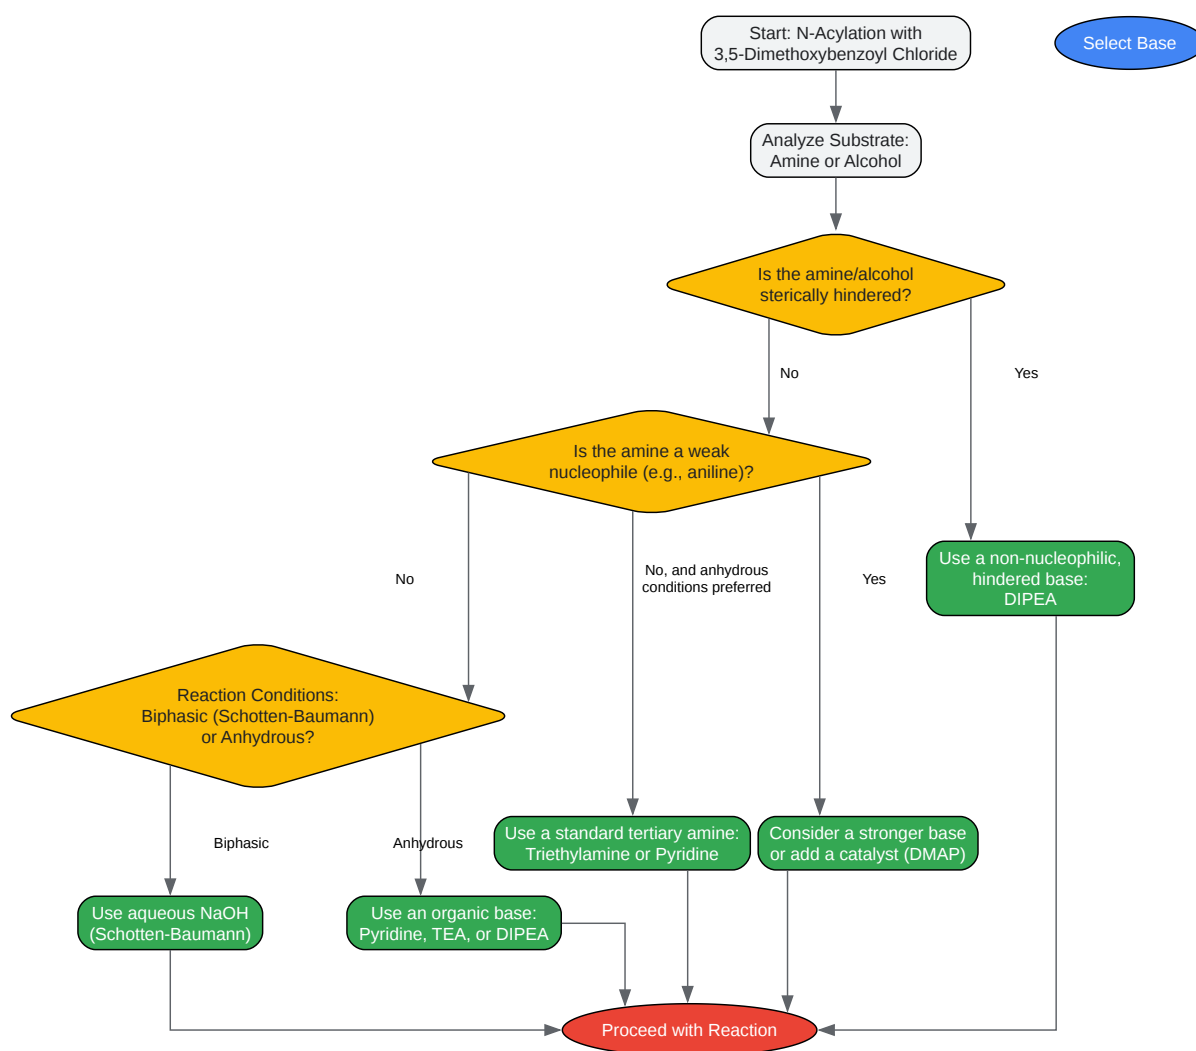 Start: N-Acylation with
3,5-Dimethoxybenzoyl Chloride
Select Base
Analyze Substrate:
Amine or Alcohol
Is the amine/alcohol
sterically hindered?
No
Yes
Is the amine a weak
nucleophile (e.g., aniline)?
No
No, and anhydrous
conditions preferred
Yes
Use a non-nucleophilic,
hindered base:
DIPEA
Reaction Conditions:
Biphasic (Schotten-Baumann)
or Anhydrous?
Biphasic
Anhydrous
Use a standard tertiary amine:
Triethylamine or Pyridine
Consider a stronger base
or add a catalyst (DMAP)
Use aqueous NaOH
(Schotten-Baumann)
Use an organic base:
Pyridine, TEA, or DIPEA
Proceed with Reaction